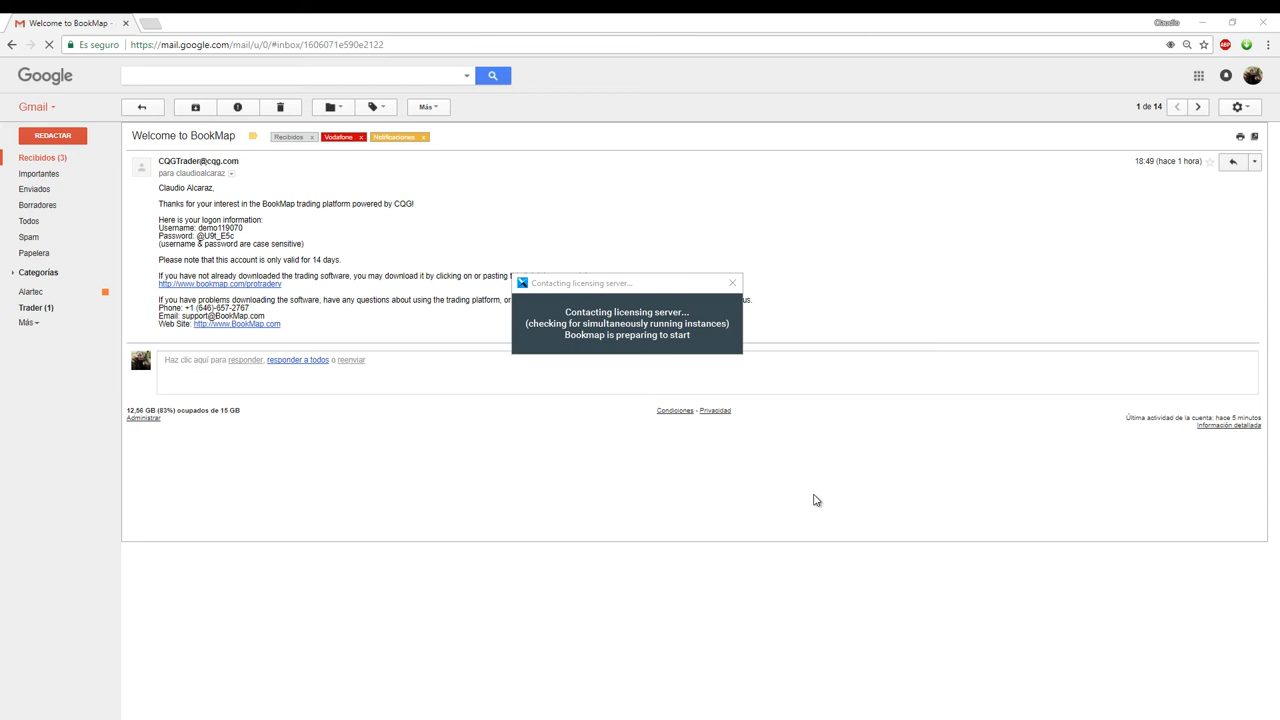 Welcome to BookMap -
Claudio
Es seguro
https://mail.google.com/mail/u/0/#inbox/1606071e590e2122
ABP
Google
Gmail
Más
1 de 14
REDACTAR
Recibidos (3)
Importantes
Enviados
Borradores
Todos
Spam
Papelera
Categorías
Alartec
Trader (1)
Más
Welcome to BookMap
Recibidos x
Vodafone x
Notificaciones x
CQGTrader@cqg.com
18:49 (hace 1 hora)
para claudioalcaraz
Claudio Alcaraz,
Thanks for your interest in the BookMap trading platform powered by CQG!
Here is your logon information:
Username: demo119070
Password: @U9t_E5c
(username & password are case sensitive)
Please note that this account is only valid for 14 days.
If you have not already downloaded the trading software, you may download it by clicking on or pasting
http://www.bookmap.com/protraderv
If you have problems downloading the software, have any questions about using the trading platform, or
us.
Phone: +1 (646)-657-2767
Email: support@BookMap.com
Web Site: http://www.BookMap.com
Contacting licensing server...
Contacting licensing server...
(checking for simultaneously running instances)
Bookmap is preparing to start
Haz clic aquí para responder, responder a todos o reenviar
12,56 GB (83%) ocupados de 15 GB
Administrar
Condiciones - Privacidad
Última actividad de la cuenta: hace 5 minutos
Información detallada